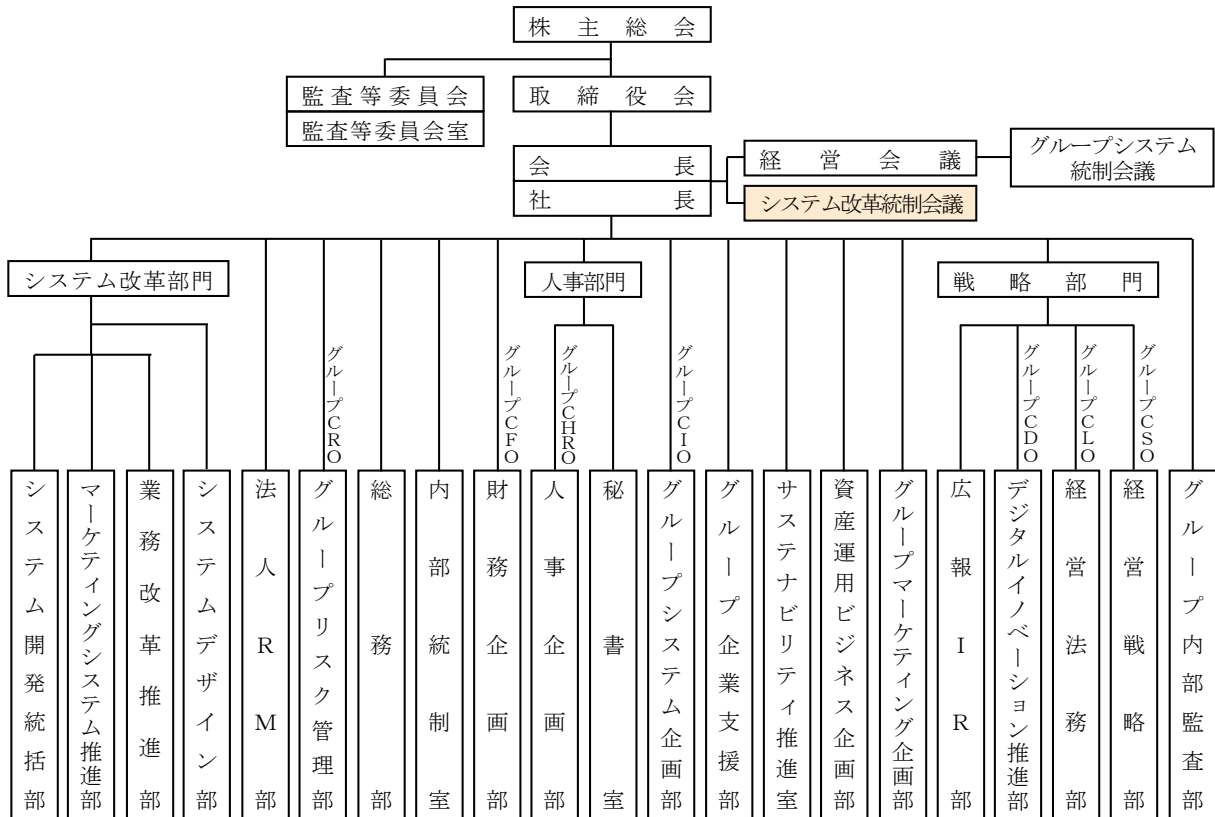 株主総会
監査等委員会
監査等委員会室
取締役会
会長
社長
経営会議
システム改革統制会議
グループシステム
統制会議
システム改革部門
人事部門
戦略部門
グループCRO
グループCFO
グループCHRO
グループCIO
グループCDO
グループCLO
グループCSO
システム開発統括部
マーケティングシステム推進部
業務改革推進部
システムデザイン部
法人RM部
グループリスク管理部
総務部
内部統制室
財務企画部
人事企画部
秘書室
グループシステム企画部
グループ企業支援部
サステナビリティ推進室
資産運用ビジネス企画部
グループマーケティング企画部
広報IR部
デジタルイノベーション推進部
経営法務部
経営戦略部
グループ内部監査部